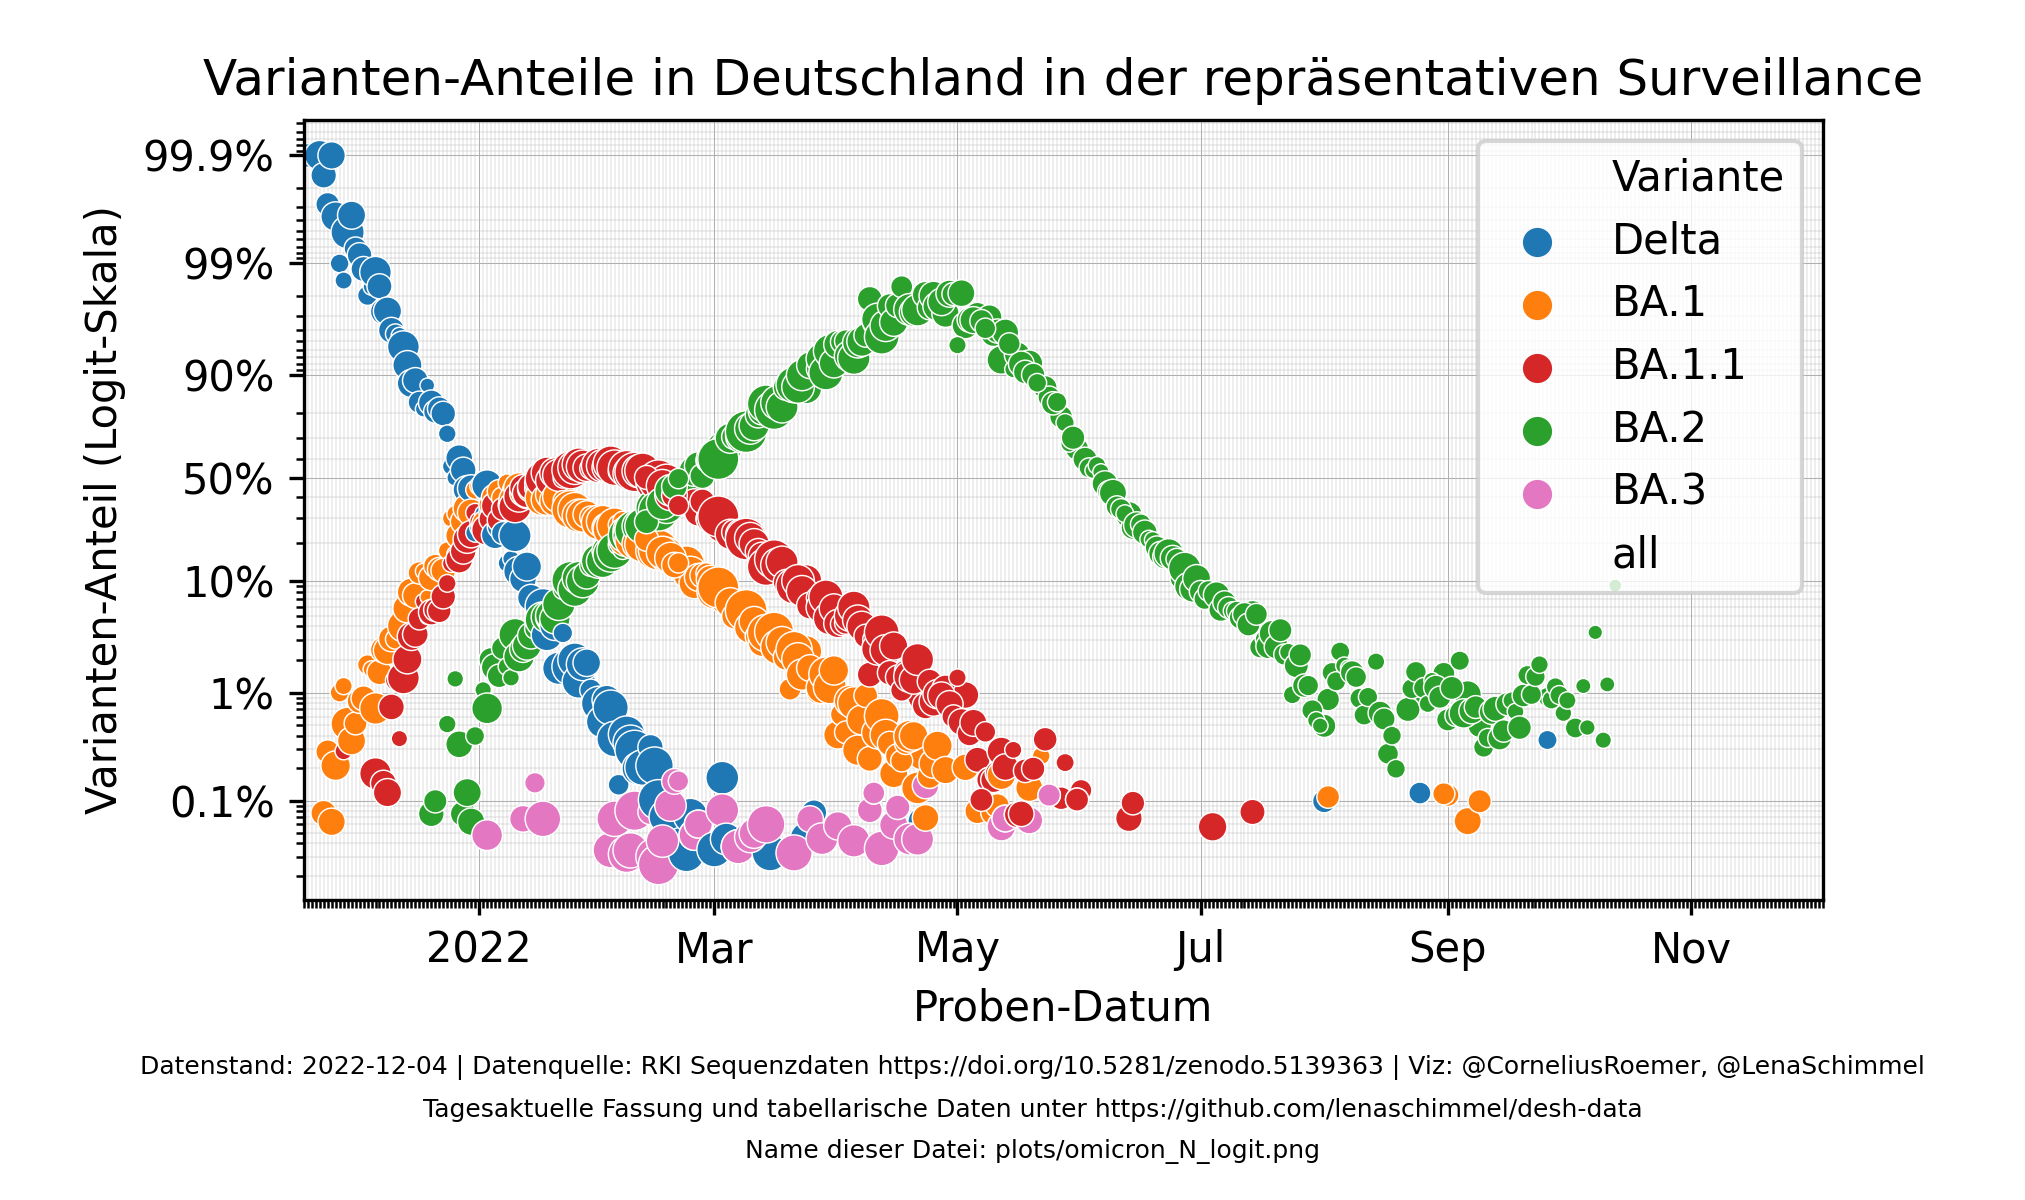 Varianten-Anteile in Deutschland in der repräsentativen Surveillance
Varianten-Anteil (Logit-Skala)
99.9%
99%
90%
50%
10%
1%
0.1%
Variante
Delta
BA.1
BA.1.1
BA.2
BA.3
all
2022
Mar
May
Jul
Sep
Nov
Proben-Datum
Datenstand: 2022-12-04 | Datenquelle: RKI Sequenzdaten https://doi.org/10.5281/zenodo.5139363 | Viz: @CorneliusRoemer, @LenaSchimmel
Tagesaktuelle Fassung und tabellarische Daten unter https://github.com/lenaschimmel/desh-data
Name dieser Datei: plots/omicron_N_logit.png